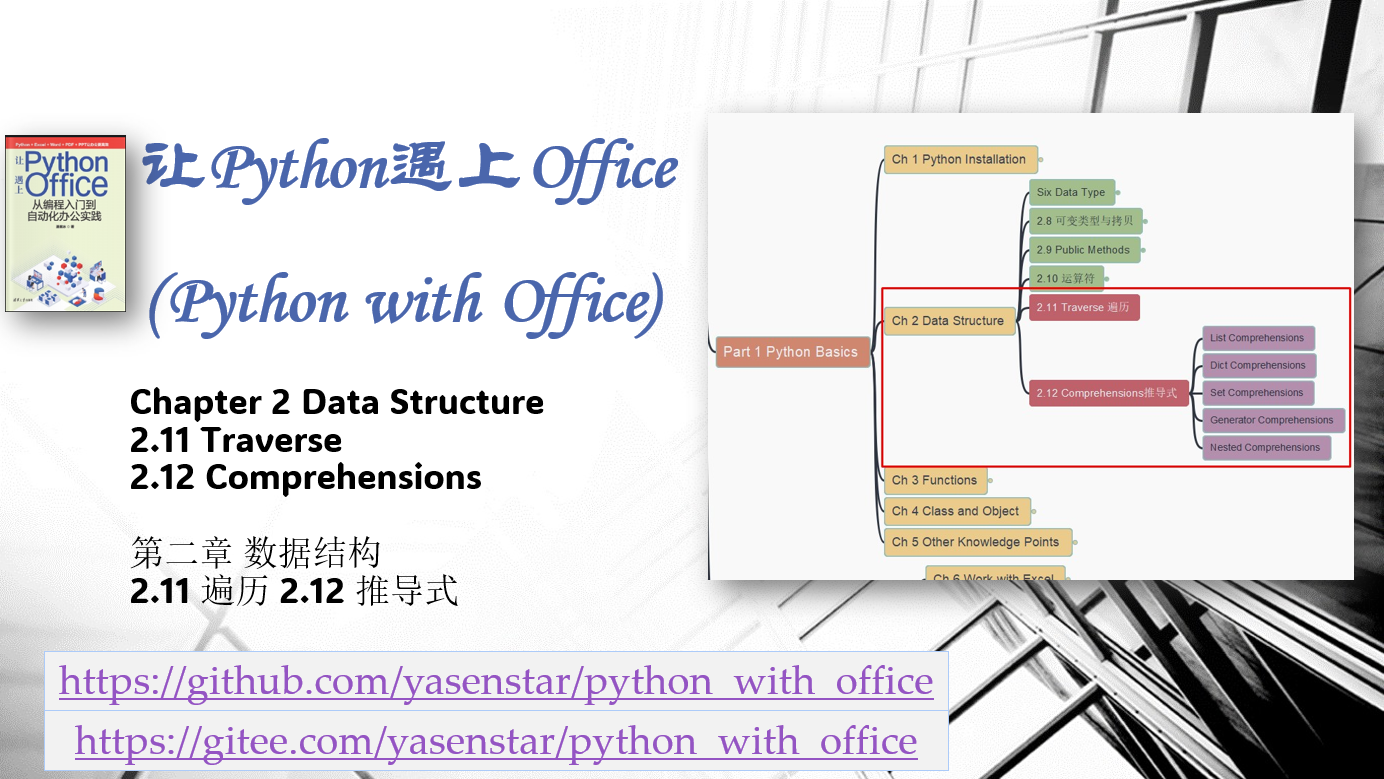 Python + Excel + Word + PDF + PPT
让
Python
遇上
Office
从编程入门到
自动化办公实践
让Python遇上Office
(Python with Office)
Chapter 2 Data Structure
2.11 Traverse
2.12 Comprehensions
第二章 数据结构
2.11 遍历 2.12 推导式
https://github.com/yasenstar/python_with_office
https://gitee.com/yasenstar/python_with_office
Part 1 Python Basics
Ch 1 Python Installation
Ch 2 Data Structure
Six Data Type
2.8 可变类型与拷贝
2.9 Public Methods
2.10 运算符
2.11 Traverse 遍历
2.12 Comprehensions推导式
List Comprehensions
Dict Comprehensions
Set Comprehensions
Generator Comprehensions
Nested Comprehensions
Ch 3 Functions
Ch 4 Class and Object
Ch 5 Other Knowledge Points
Ch 6 Work with Excel